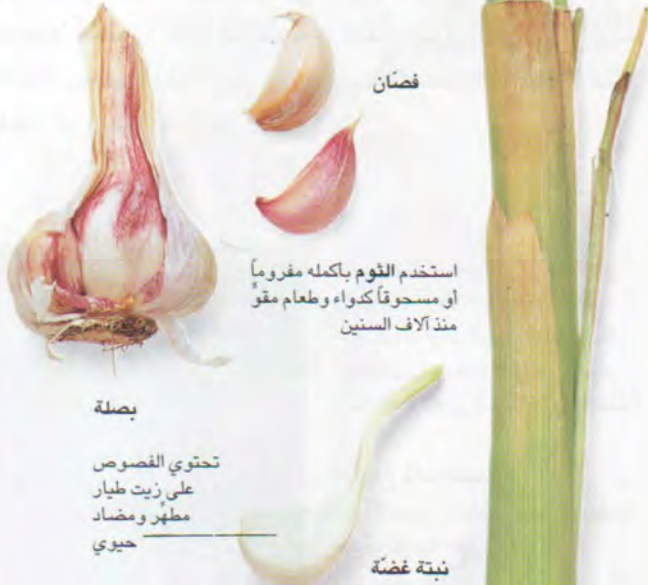 فصّان
استخدم الثوم بأكمله مفروماً
أو مسحوقاً كدواء وطعام مقوٍّ
منذ آلاف السنين
بصلة
تحتوي الفصوص
على زيت طيار
مطهّر ومضاد
حيوي
نبتة غضّة